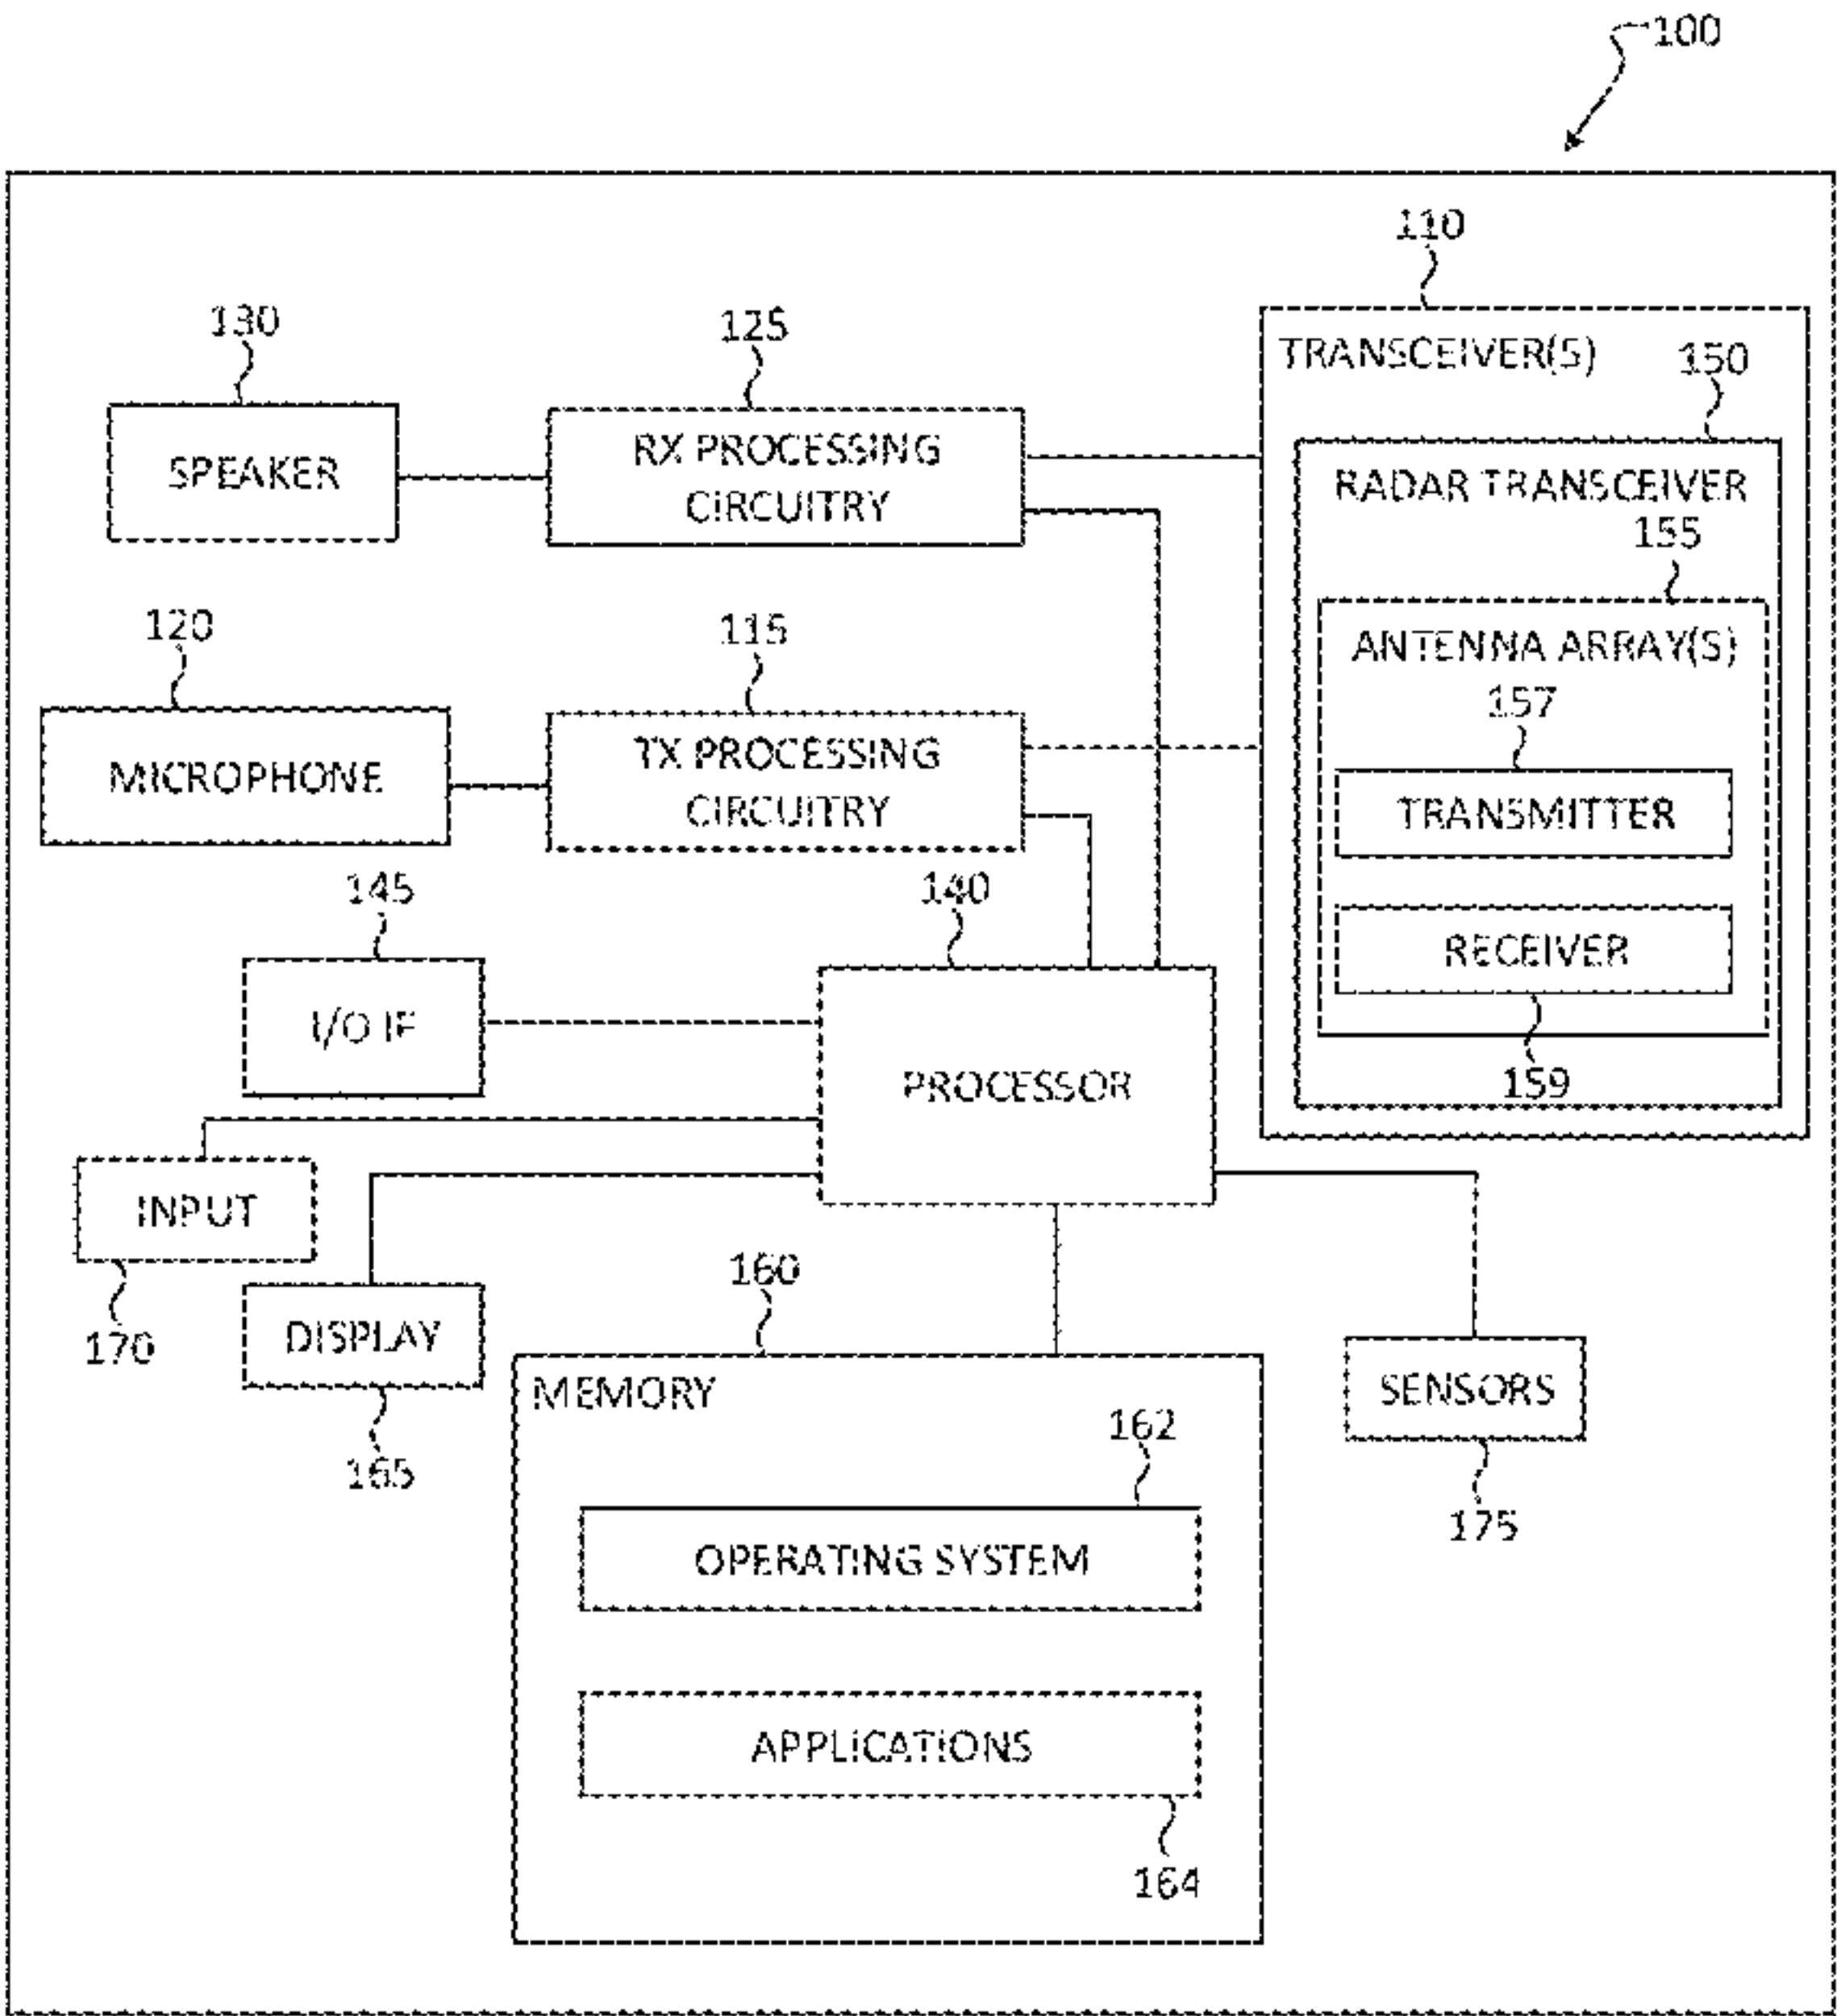 100
110
TRANSCEIVER(S)
150
RADAR TRANSCEIVER
155
ANTENNA ARRAY(S)
157
TRANSMITTER
RECEIVER
159
130
SPEAKER
125
RX PROCESSING
CIRCUITRY
120
MICROPHONE
115
TX PROCESSING
CIRCUITRY
145
I/O IF
140
PROCESSOR
INPUT
170
DISPLAY
165
160
MEMORY
162
OPERATING SYSTEM
APPLICATIONS
164
SENSORS
175